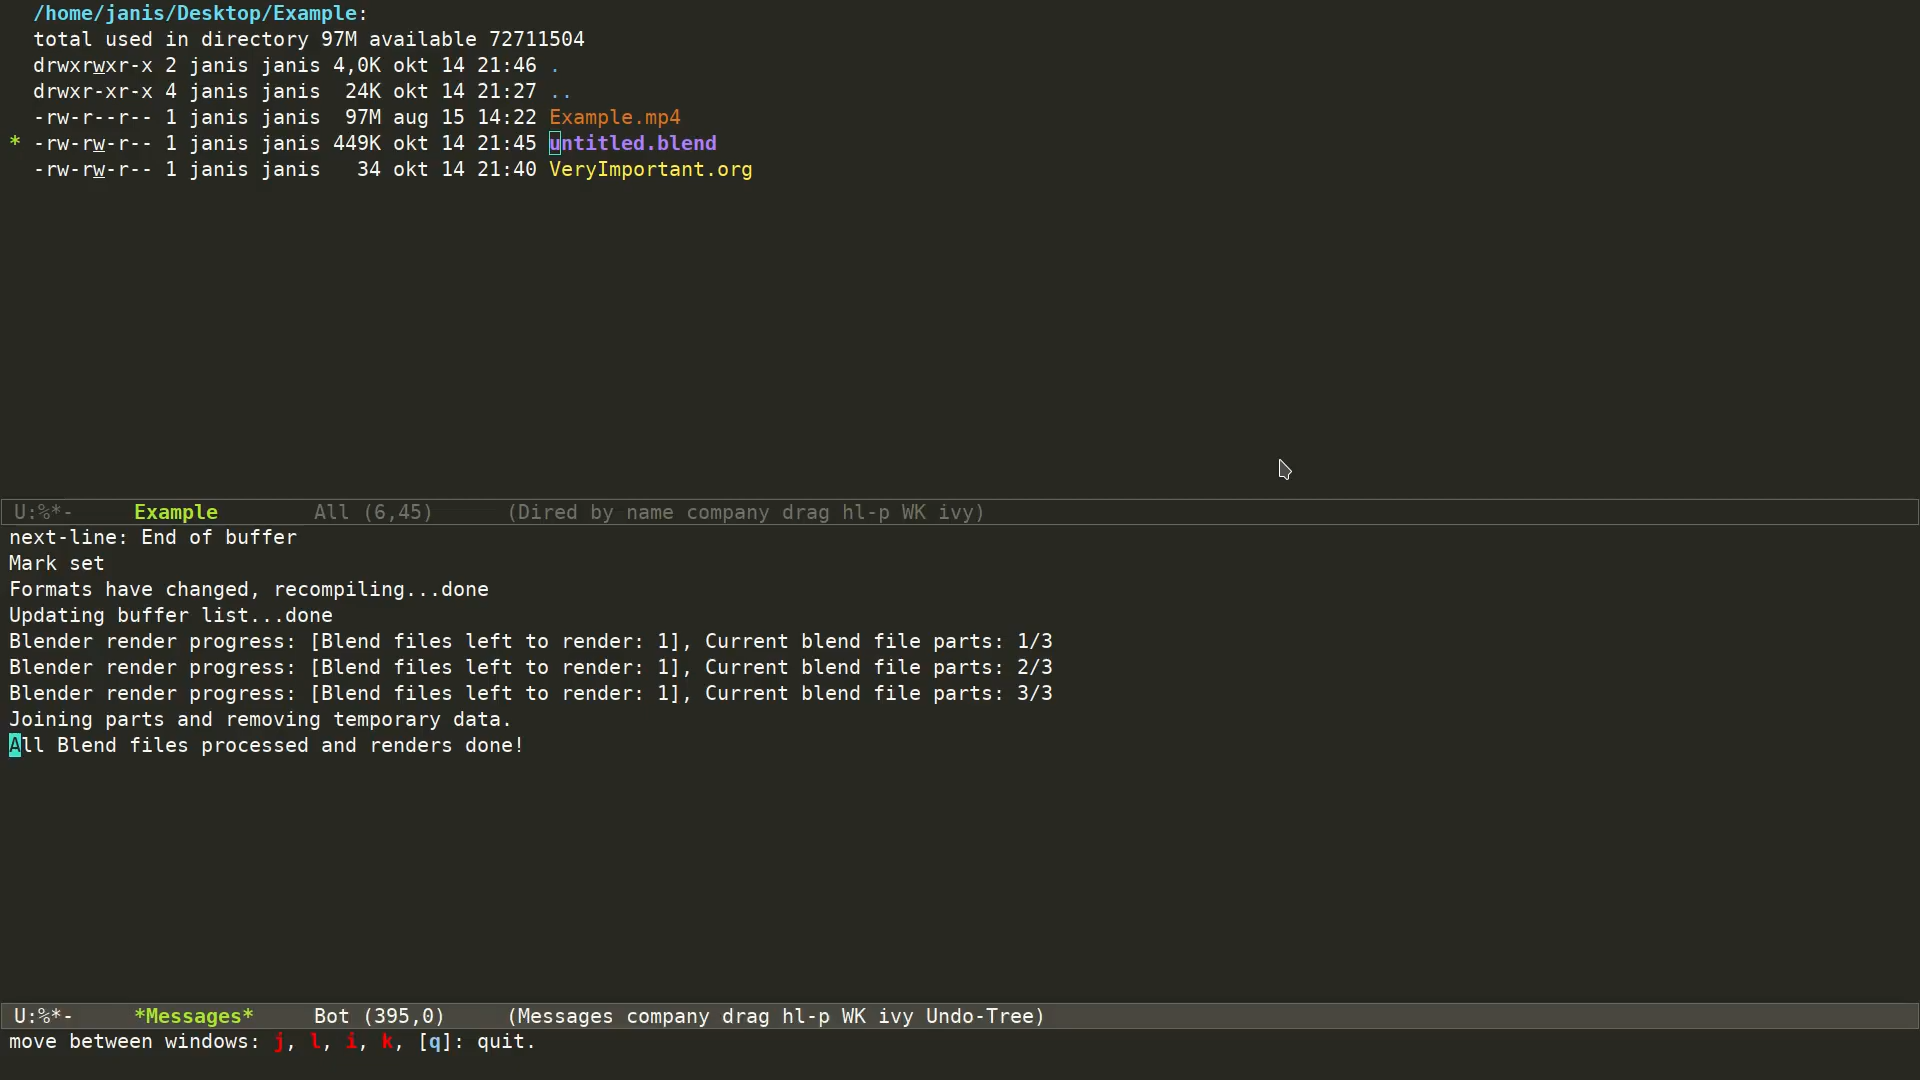 /home/janis/Desktop/Example:
total used in directory 97M available 72711504
drwxrwxr-x 2 janis janis 4,0K okt 14 21:46 .
drwxr-xr-x 4 janis janis  24K okt 14 21:27 ..
-rw-r--r-- 1 janis janis  97M aug 15 14:22 Example.mp4
* -rw-rw-r-- 1 janis janis 449K okt 14 21:45 untitled.blend
-rw-rw-r-- 1 janis janis   34 okt 14 21:40 VeryImportant.org
U:%*-     Example        All (6,45)      (Dired by name company drag hl-p WK ivy)
next-line: End of buffer
Mark set
Formats have changed, recompiling...done
Updating buffer list...done
Blender render progress: [Blend files left to render: 1], Current blend file parts: 1/3
Blender render progress: [Blend files left to render: 1], Current blend file parts: 2/3
Blender render progress: [Blend files left to render: 1], Current blend file parts: 3/3
Joining parts and removing temporary data.
All Blend files processed and renders done!
U:%*-     *Messages*     Bot (395,0)     (Messages company drag hl-p WK ivy Undo-Tree)
move between windows: j, l, i, k, [q]: quit.